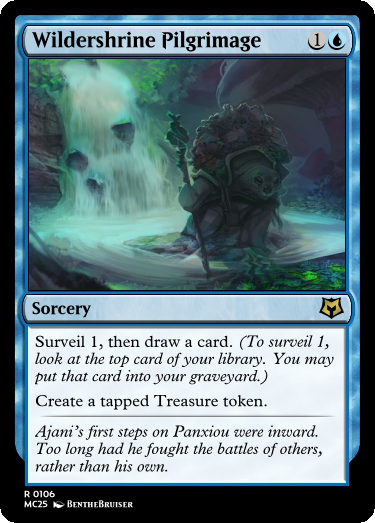 Wildershrine Pilgrimage 1
Sorcery
Surveil 1, then draw a card. (To surveil 1,
look at the top card of your library. You may
put that card into your graveyard.)
Create a tapped Treasure token.
Ajani's first steps on Panxiou were inward.
Too long had he fought the battles of others,
rather than his own.
R 0106
MC25 BenTheBruiser